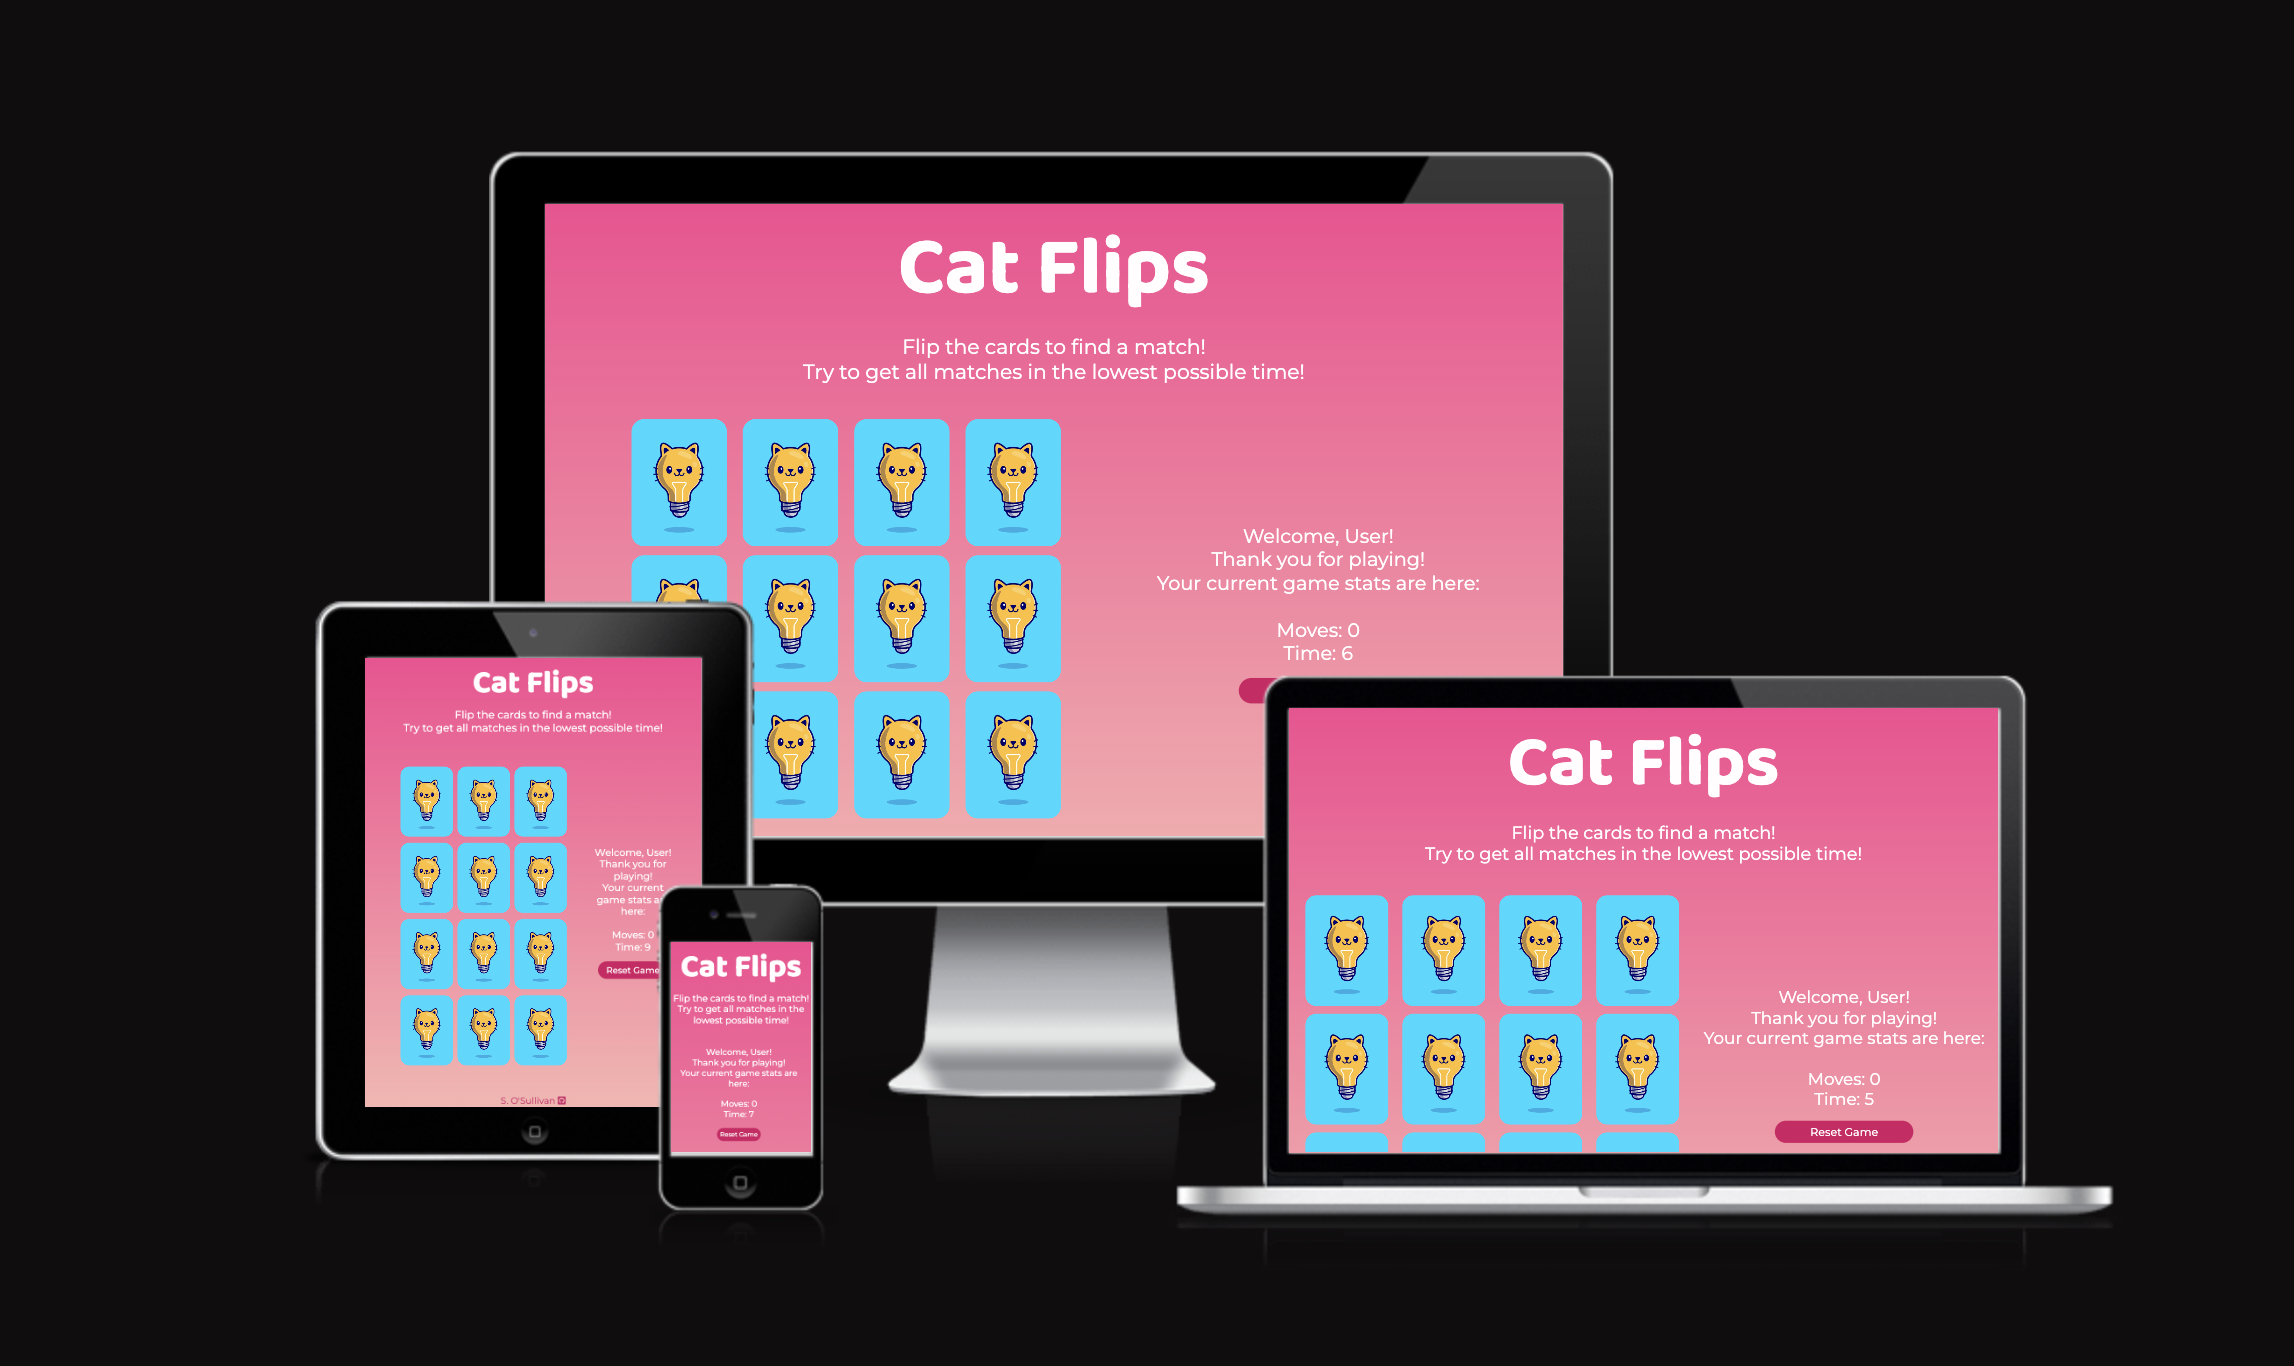 Cat Flips
Flip the cards to find a match!
Try to get all matches in the lowest possible time!
Welcome, User!
Thank you for playing!
Your current game stats are here:
Moves: 0
Time: 6
Cat Flips
Flip the cards to find a match!
Try to get all matches in the lowest possible time!
Welcome, User!
Thank you for
playing!
Your current
game stats a
here:
Moves: 0
Time: 9
Reset Game
S. O'Sullivan
Cat Flips
Flip the cards to find a match!
Try to get all matches in the
lowest possible time!
Welcome, User!
Thank you for playing!
Your current game stats are
here:
Moves: 0
Time: 7
Reset Game
Cat Flips
Flip the cards to find a match!
Try to get all matches in the lowest possible time!
Welcome, User!
Thank you for playing!
Your current game stats are here:
Moves: 0
Time: 5
Reset Game